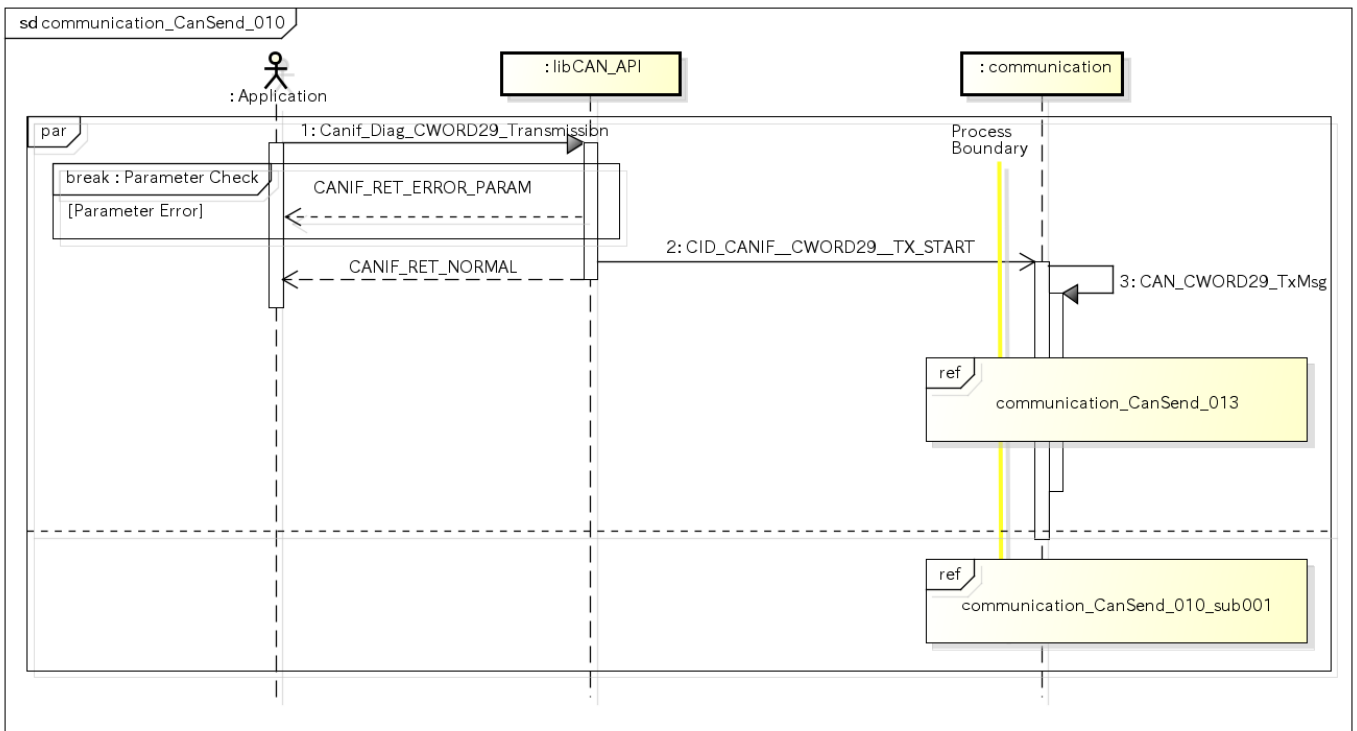 sd communication_CanSend_010
: Application
: libCAN_API
: communication
par
1: Canif_Diag_CWORD29_Transmission
Process
Boundary
break : Parameter Check
CANIF_RET_ERROR_PARAM
[Parameter Error]
2: CID_CANIF__CWORD29__TX_START
CANIF_RET_NORMAL
3: CAN_CWORD29_TxMsg
ref
communication_CanSend_013
ref
communication_CanSend_010_sub001